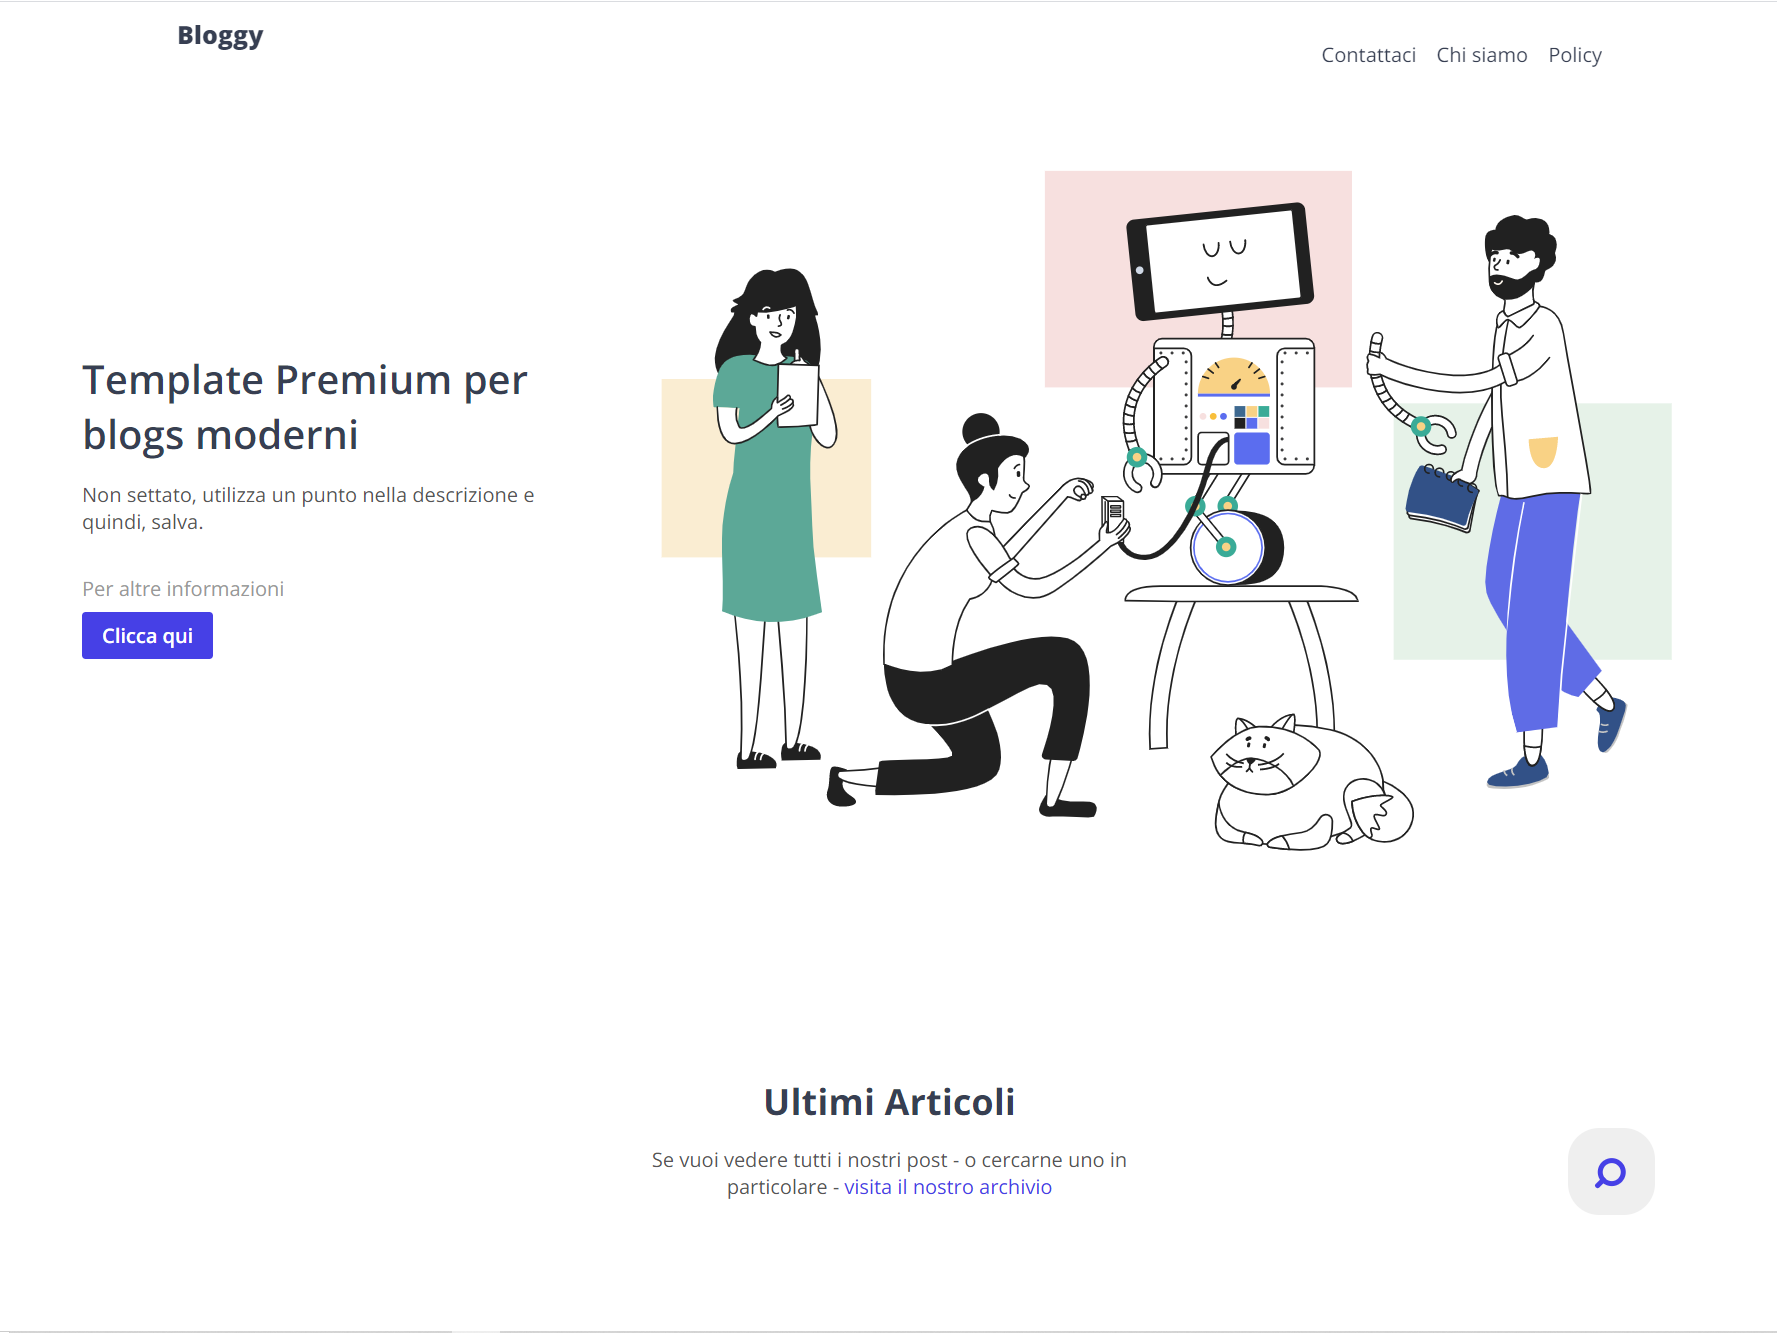 Bloggy
Contattaci Chi siamo Policy
Template Premium per
blogs moderni
Non settato, utilizza un punto nella descrizione e
quindi, salva.
Per altre informazioni
Clicca qui
Ultimi Articoli
Se vuoi vedere tutti i nostri post - o cercarne uno in
particolare - visita il nostro archivio